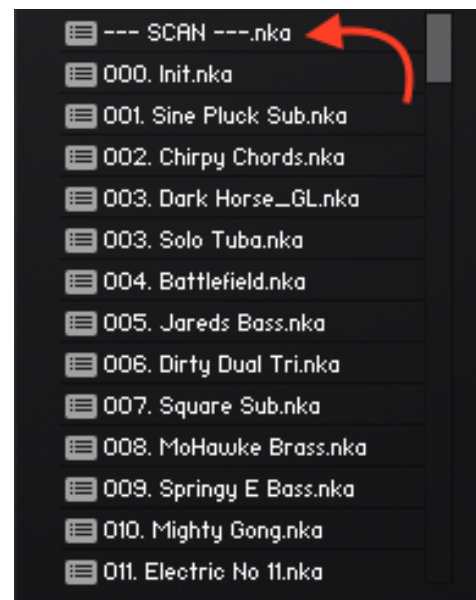 --- SCAN ---.nka
000. Init.nka
001. Sine Pluck Sub.nka
002. Chirpy Chords.nka
003. Dark Horse_GL.nka
003. Solo Tuba.nka
004. Battlefield.nka
005. Jareds Bass.nka
006. Dirty Dual Tri.nka
007. Square Sub.nka
008. MoHawke Brass.nka
009. Springy E Bass.nka
010. Mighty Gong.nka
011. Electric No 11.nka